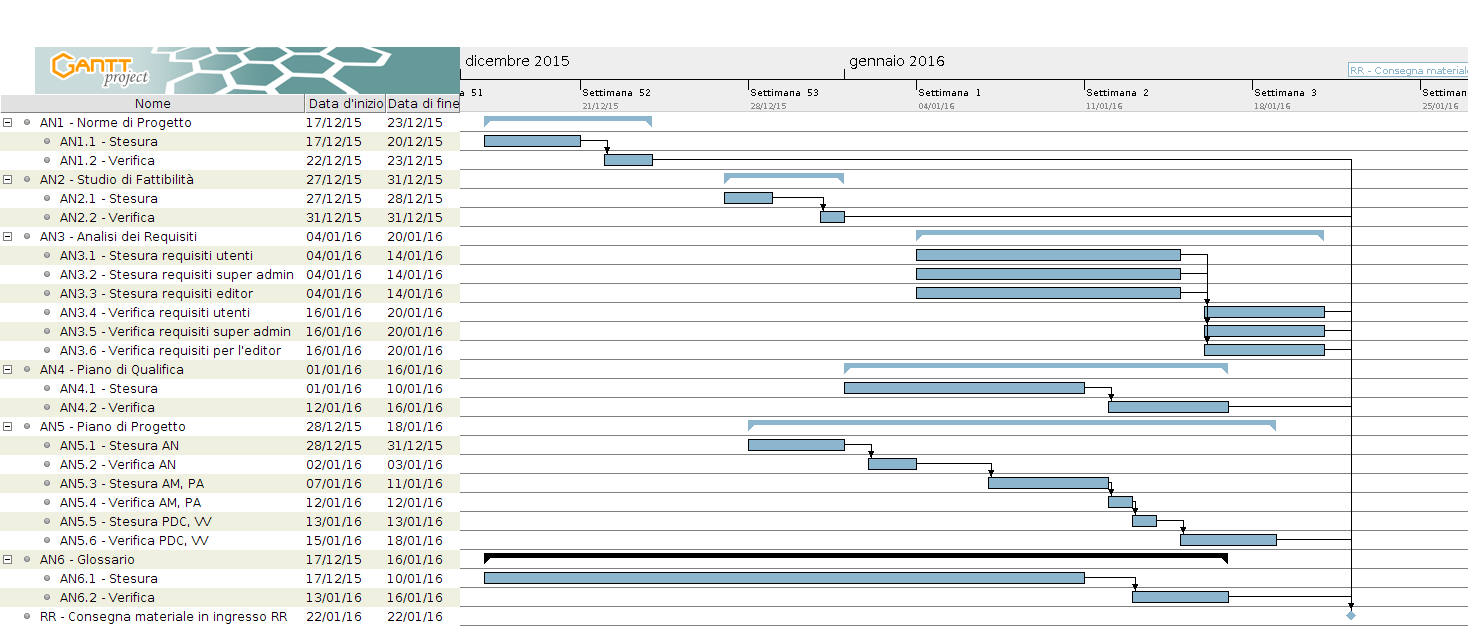 GANTT project
dicembre 2015 gennaio 2016
RR - Consegna materiale
a 51 Settimana 52 Settimana 53 Settimana 1 Settimana 2 Settimana 3 Settiman
21/12/15 28/12/15 04/01/16 11/01/16 18/01/16 25/01/16
Nome Data d'inizio Data di fine
AN1 - Norme di Progetto 17/12/15 23/12/15
AN1.1 - Stesura 17/12/15 20/12/15
AN1.2 - Verifica 22/12/15 23/12/15
AN2 - Studio di Fattibilità 27/12/15 31/12/15
AN2.1 - Stesura 27/12/15 28/12/15
AN2.2 - Verifica 31/12/15 31/12/15
AN3 - Analisi dei Requisiti 04/01/16 20/01/16
AN3.1 - Stesura requisiti utenti 04/01/16 14/01/16
AN3.2 - Stesura requisiti super admin 04/01/16 14/01/16
AN3.3 - Stesura requisiti editor 04/01/16 14/01/16
AN3.4 - Verifica requisiti utenti 16/01/16 20/01/16
AN3.5 - Verifica requisiti super admin 16/01/16 20/01/16
AN3.6 - Verifica requisiti per l'editor 16/01/16 20/01/16
AN4 - Piano di Qualifica 01/01/16 16/01/16
AN4.1 - Stesura 01/01/16 10/01/16
AN4.2 - Verifica 12/01/16 16/01/16
AN5 - Piano di Progetto 28/12/15 18/01/16
AN5.1 - Stesura AN 28/12/15 31/12/15
AN5.2 - Verifica AN 02/01/16 03/01/16
AN5.3 - Stesura AM, PA 07/01/16 11/01/16
AN5.4 - Verifica AM, PA 12/01/16 12/01/16
AN5.5 - Stesura PDC, VV 13/01/16 13/01/16
AN5.6 - Verifica PDC, VV 15/01/16 18/01/16
AN6 - Glossario 17/12/15 16/01/16
AN6.1 - Stesura 17/12/15 10/01/16
AN6.2 - Verifica 13/01/16 16/01/16
RR - Consegna materiale in ingresso RR 22/01/16 22/01/16